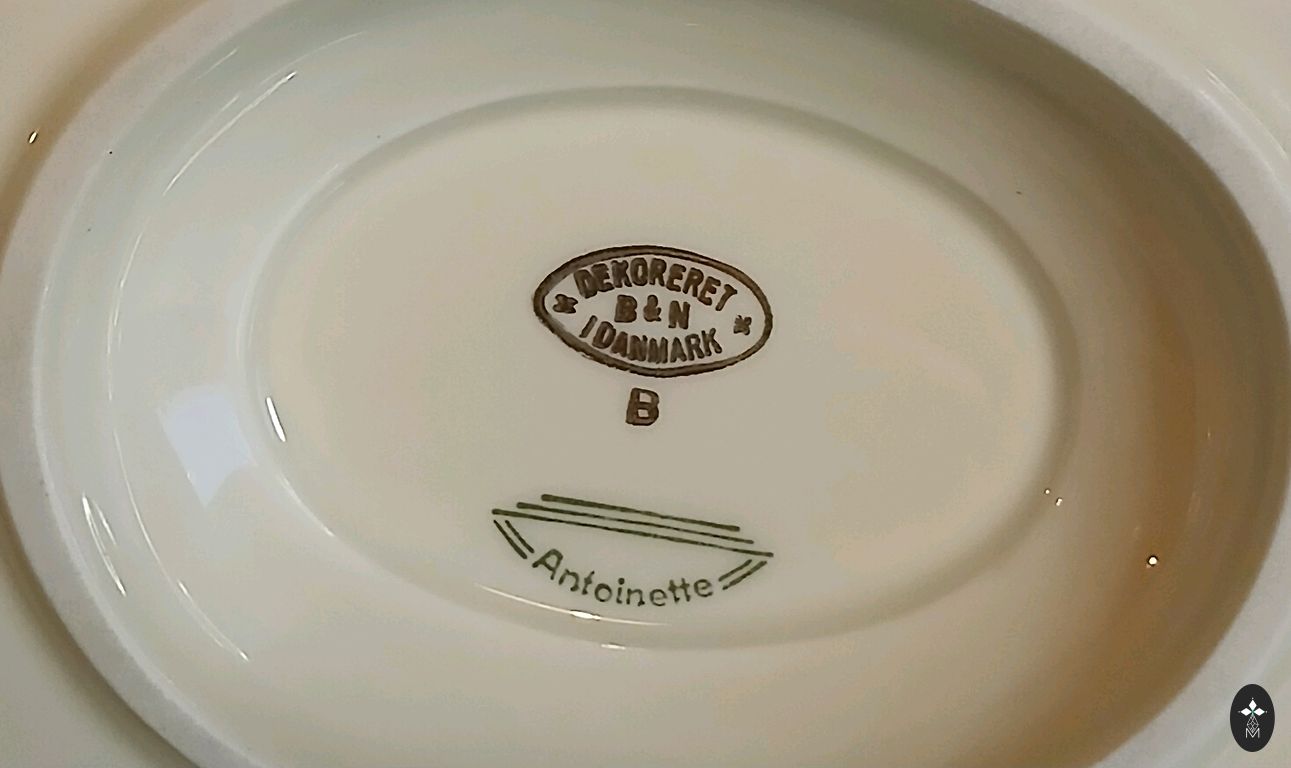 DEKORERET
B & N
I DANMARK
B
Antoinette
M